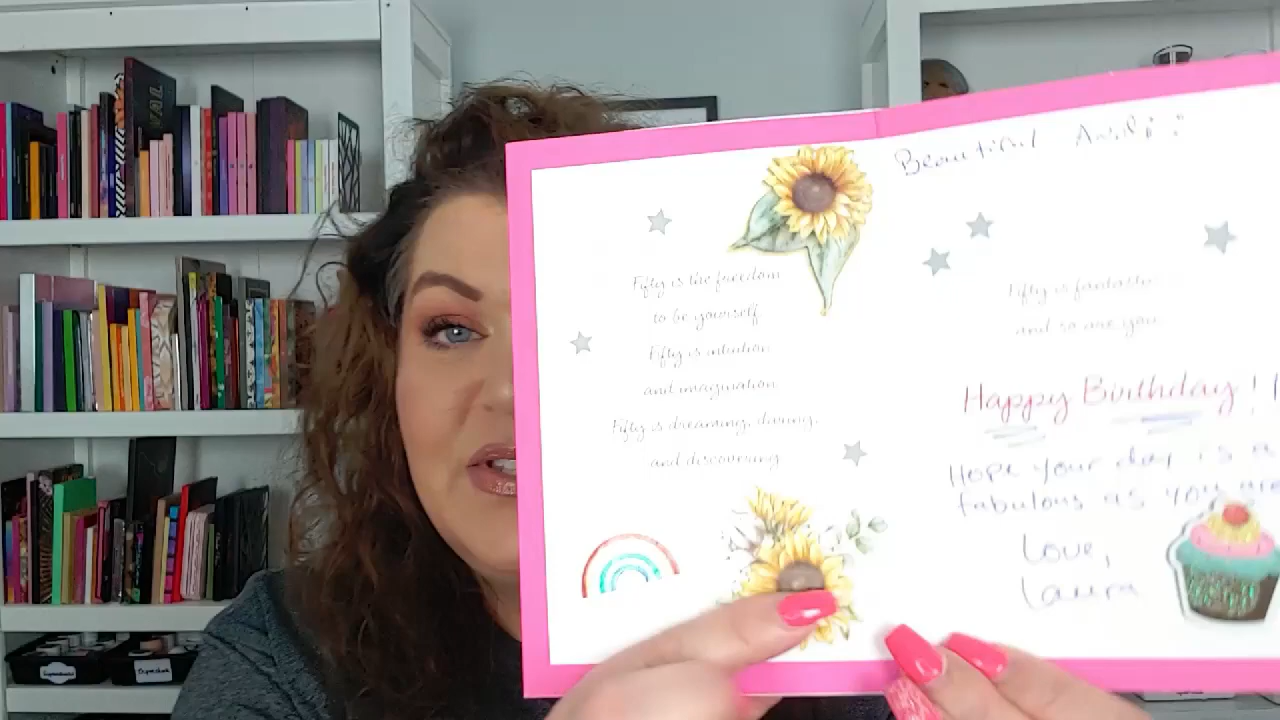 Beautiful
Fifty is the freedom
to be yourself.
Fifty is intuition
and imagination.
Fifty is dreaming, daring,
and discovering.
Fifty is fantastic
and so are you.
Happy Birthday!
Hope your day is a
fabulous as you are
Love,
Laura